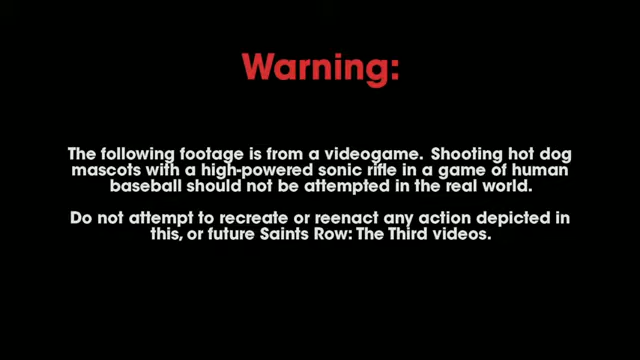 Warning:
The following footage is from a videogame. Shooting hot dog
mascots with a high-powered sonic rifle in a game of human
baseball should not be attempted in the real world.
Do not attempt to recreate or reenact any action depicted in
this, or future Saints Row: The Third videos.